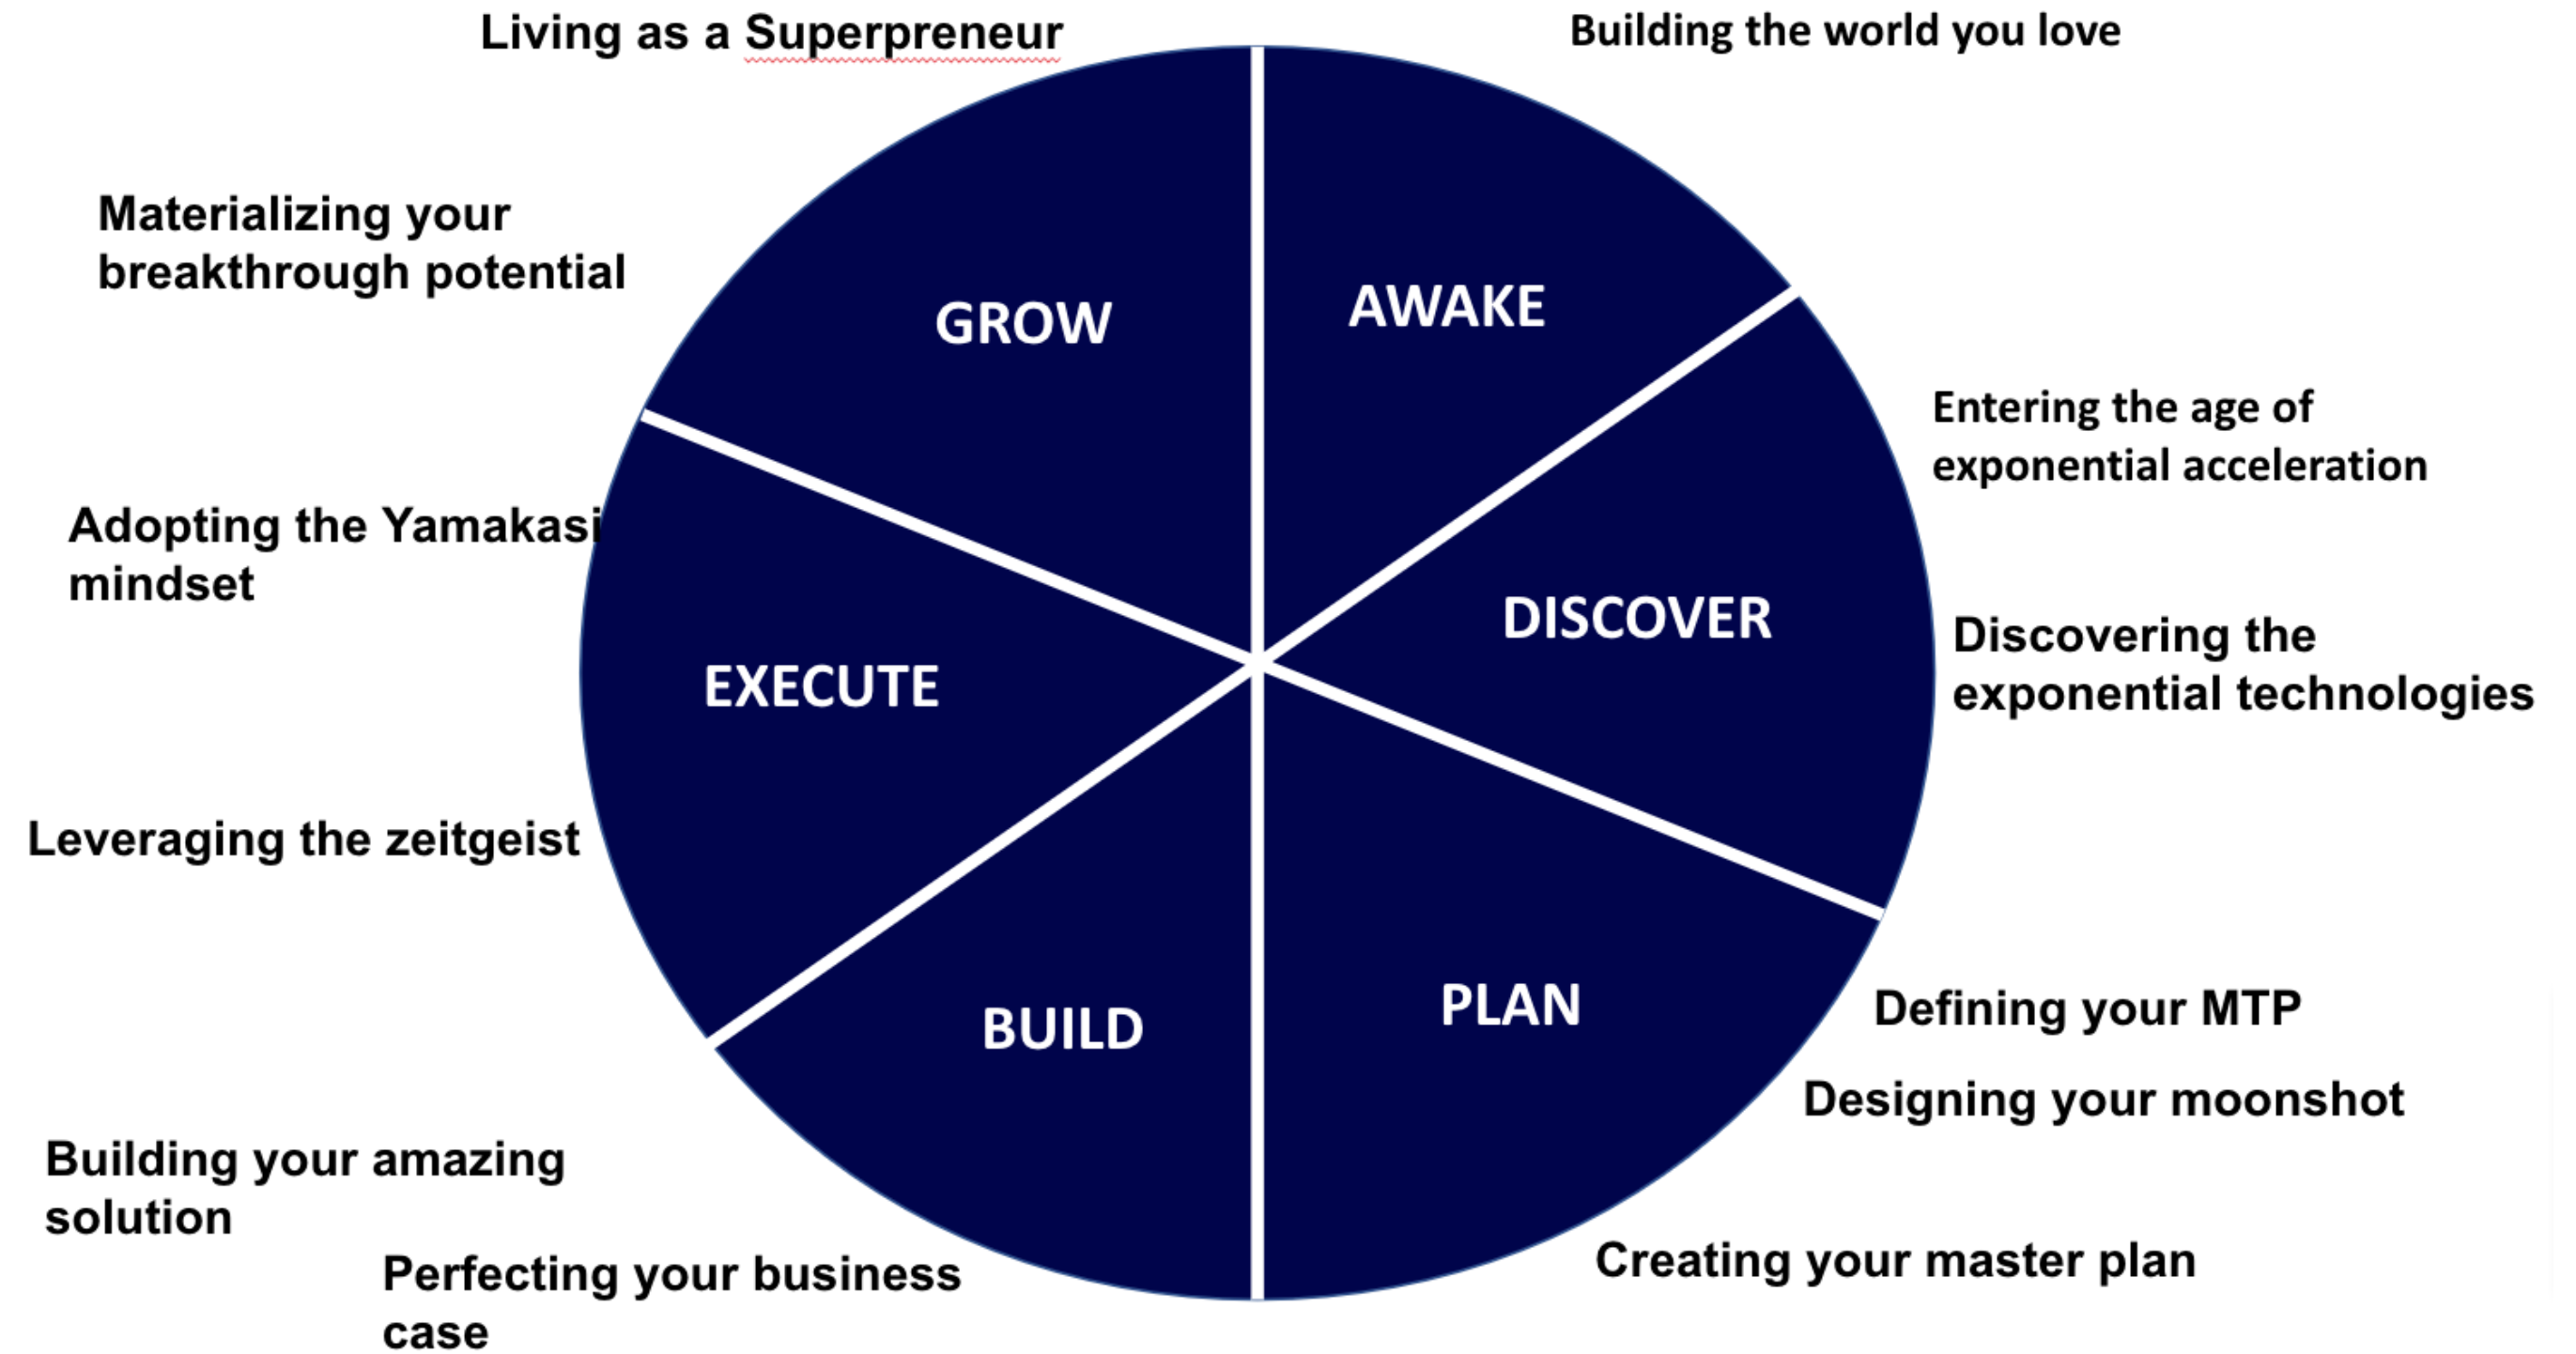 Living as a Superpreneur
Building the world you love
Materializing your
breakthrough potential
GROW
AWAKE
Entering the age of
exponential acceleration
Adopting the Yamakasi
mindset
DISCOVER
Discovering the
exponential technologies
EXECUTE
Leveraging the zeitgeist
BUILD
PLAN
Defining your MTP
Designing your moonshot
Building your amazing
solution
Perfecting your business
case
Creating your master plan